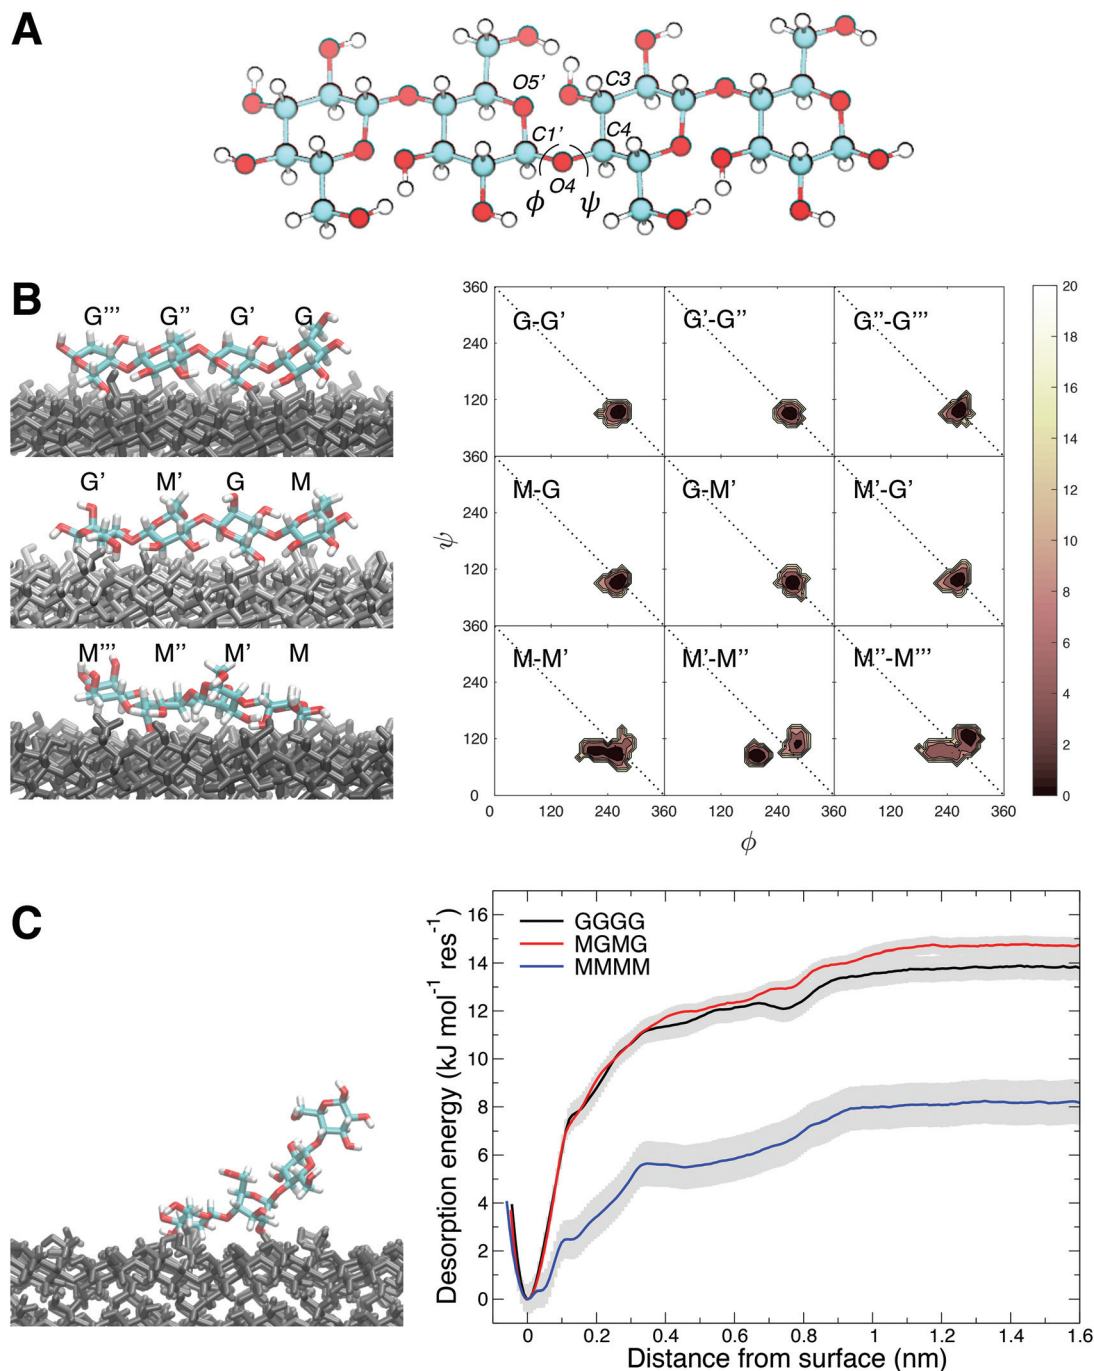 A
O5'
C3
C1'
C4
O4
ϕ
ψ
B
G''' G'' G' G
G' M' G M
M''' M'' M' M
360
240
120
360
240
120
360
240
120
0
ψ
G-G' G'-G'' G''-G'''
M-G G-M' M'-G'
M-M' M'-M'' M''-M'''
0 120 240 360 120 240 360 120 240 360
ϕ
20
18
16
14
12
10
8
6
4
2
0
C
Desorption energy (kJ mol⁻¹ res⁻¹)
16
14
12
10
8
6
4
2
0
GGGG
MGMG
MMMM
0 0.2 0.4 0.6 0.8 1 1.2 1.4 1.6
Distance from surface (nm)